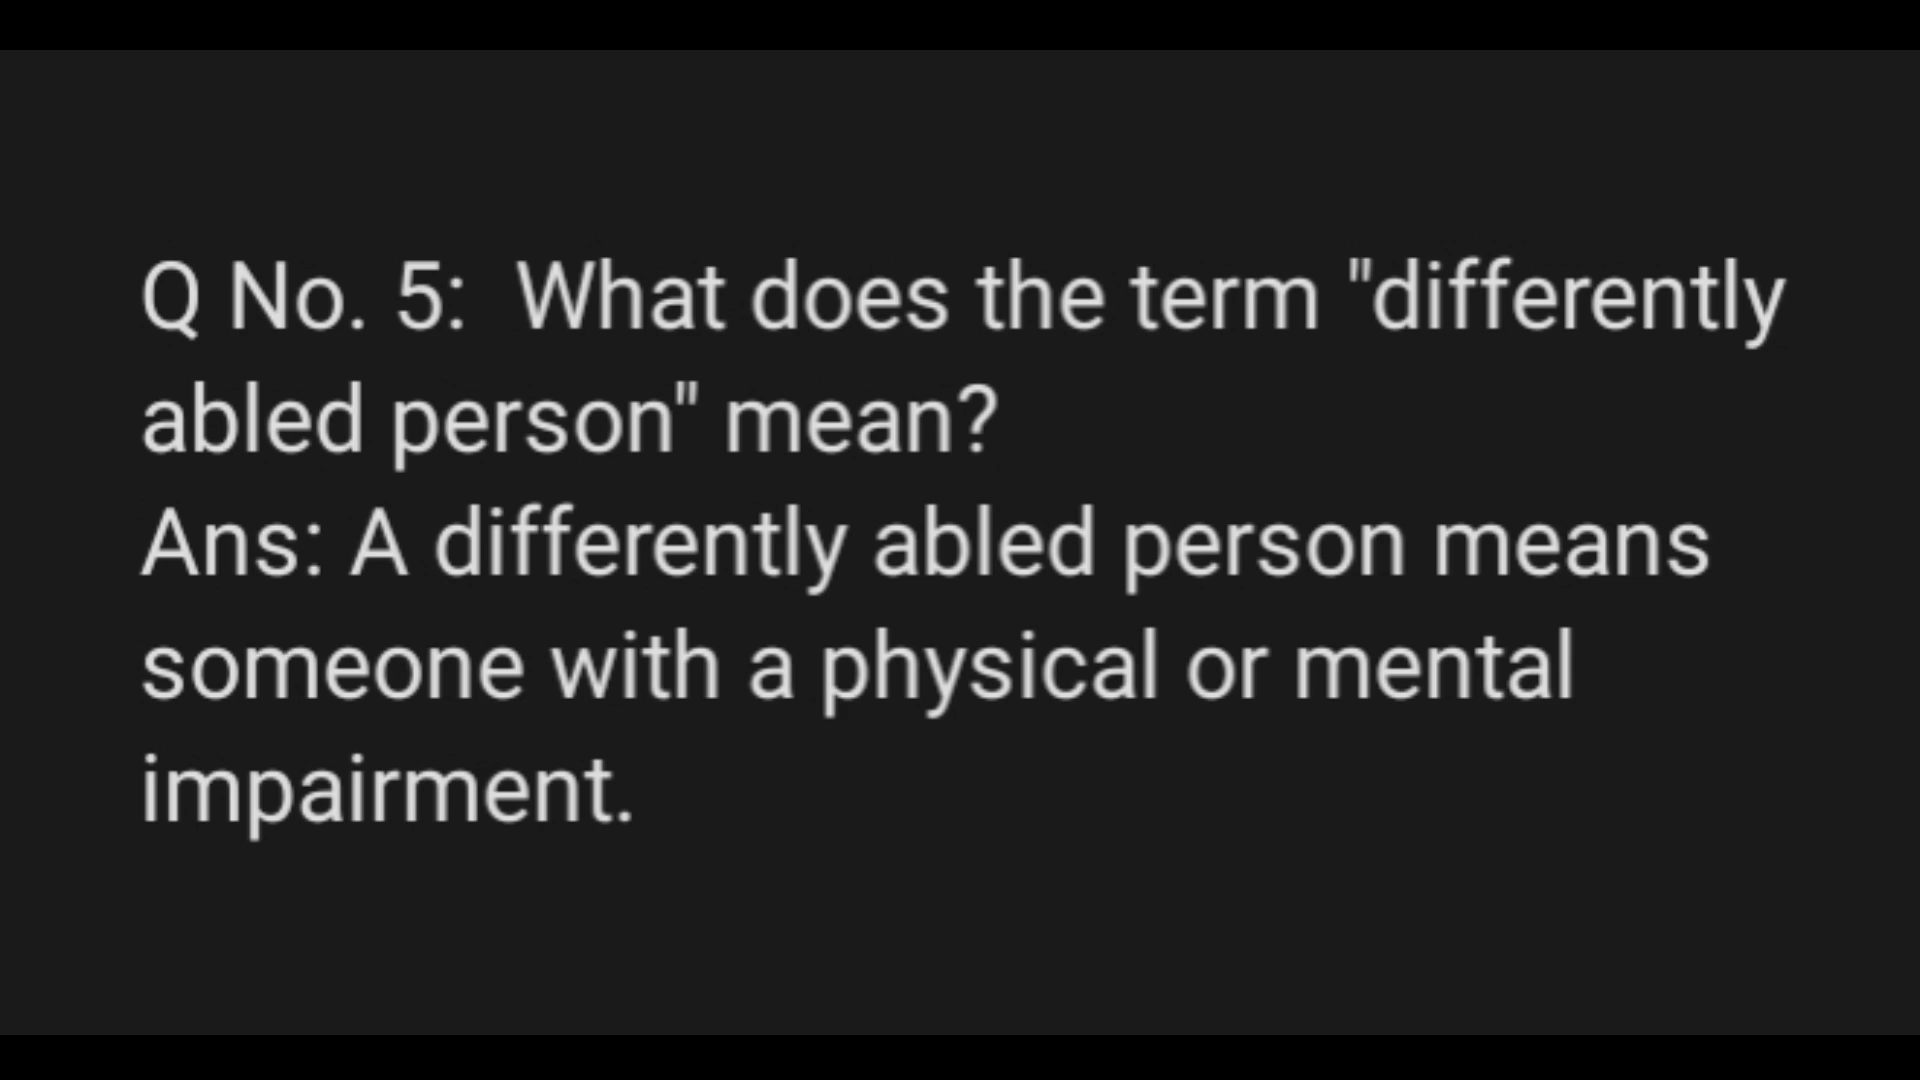 Q No. 5:  What does the term "differently
abled person" mean?
Ans: A differently abled person means
someone with a physical or mental
impairment.